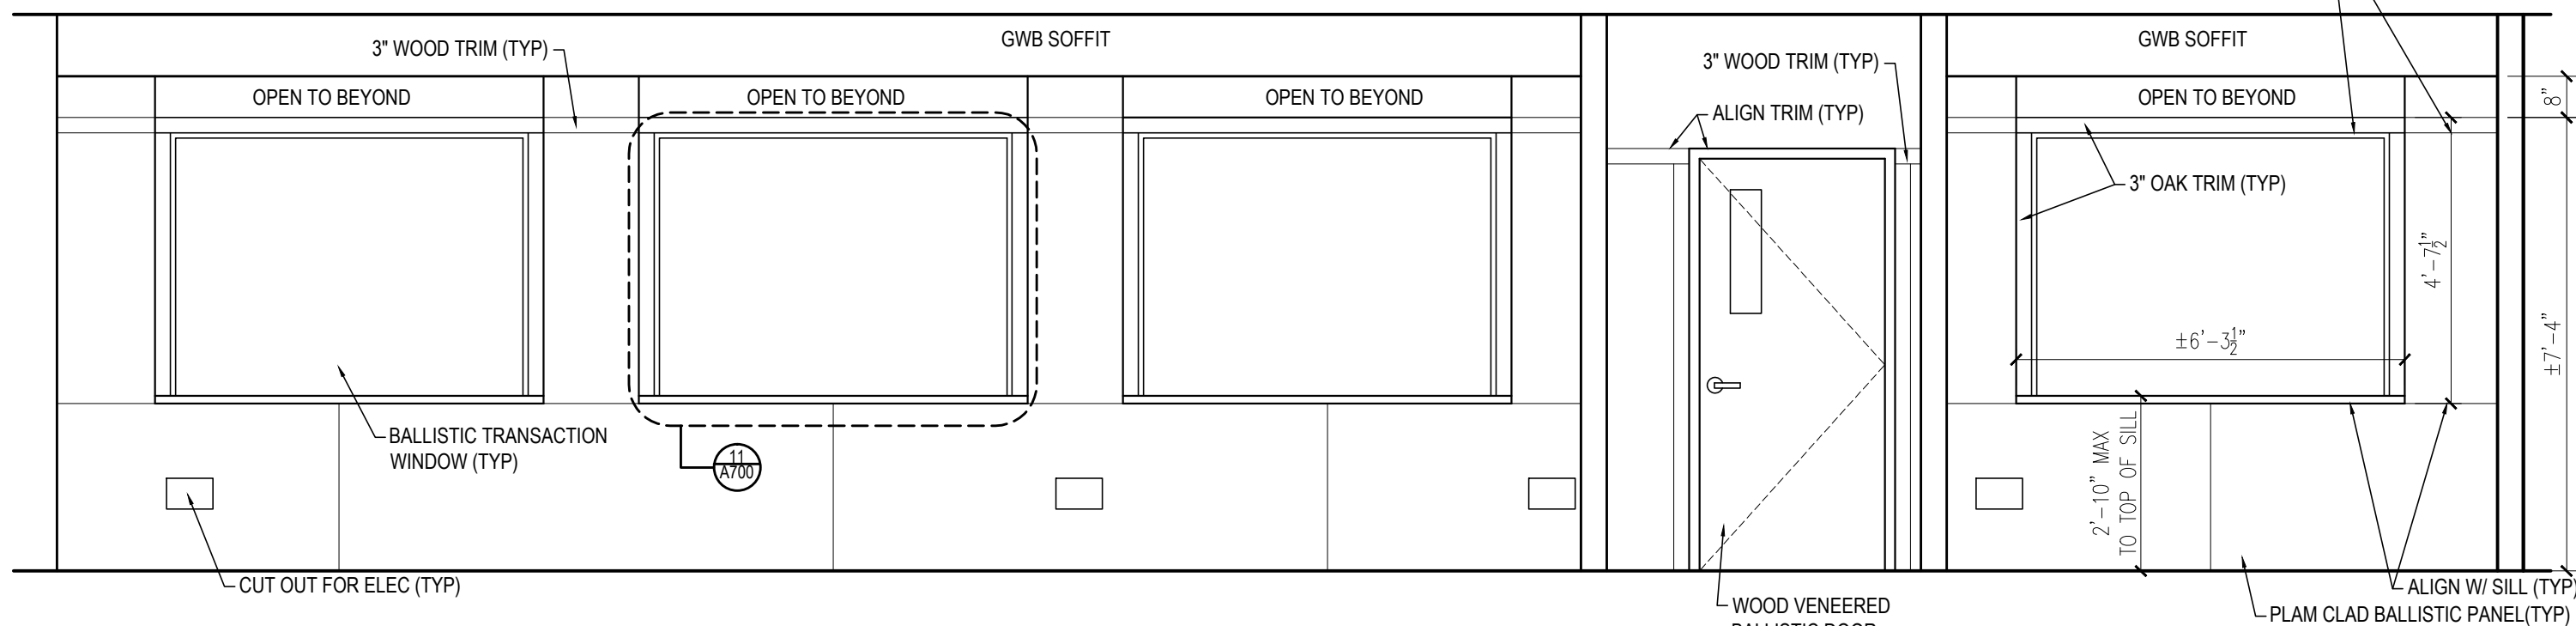 GWB SOFFIT
GWB SOFFIT
3" WOOD TRIM (TYP)
3" WOOD TRIM (TYP)
OPEN TO BEYOND
OPEN TO BEYOND
OPEN TO BEYOND
OPEN TO BEYOND
8"
ALIGN TRIM (TYP)
3" OAK TRIM (TYP)
4'-7½"
±6'-3½"
±7'-4"
BALLISTIC TRANSACTION
WINDOW (TYP)
11
A700
2'-10" MAX
TO TOP OF SILL
CUT OUT FOR ELEC (TYP)
ALIGN W/ SILL (TYP)
WOOD VENEERED
BALLISTIC DOOR
PLAM CLAD BALLISTIC PANEL(TYP)